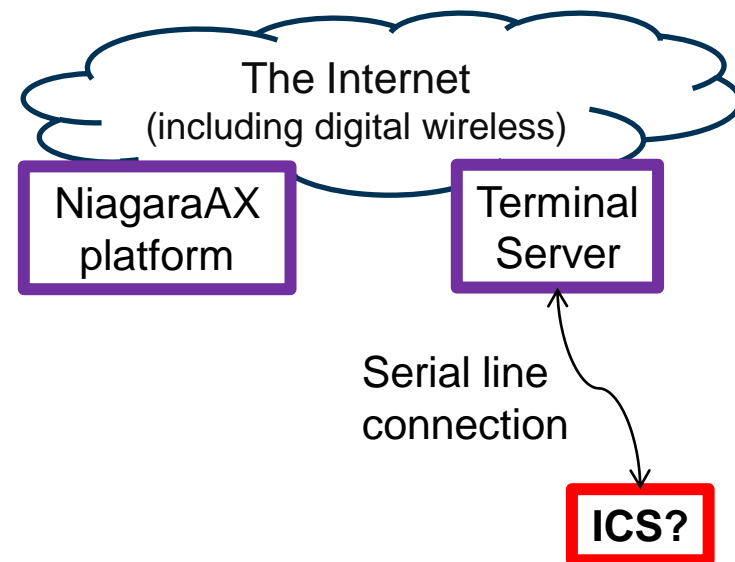 The Internet
(including digital wireless)
NiagaraAX
platform
Terminal
Server
Serial line
connection
ICS?